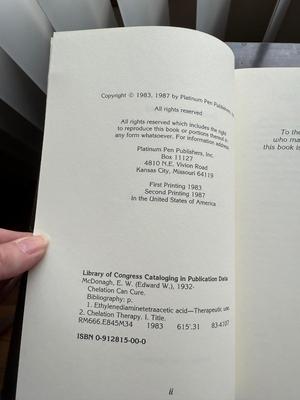 Copyright © 1983, 1987 by Platinum Pen Publishers,
All rights reserved
All rights reserved which includes the right
to reproduce this book or portions thereof in
any form whatsoever. For information address
Platinum Pen Publishers, Inc.
Box 11127
4810 N.E. Vivion Road
Kansas City, Missouri 64119
First Printing 1983
Second Printing 1987
In the United States of America
Library of Congress Cataloging in Publication Data
McDonagh, E. W. (Edward W.), 1932-
Chelation Can Cure.
Bibliography: p.
1. Ethylenediaminetetraacetic acid—Therapeutic use.
2. Chelation Therapy. I. Title.
RM666.E845M34 1983 615'.31 83-4707
ISBN 0-912815-00-0
ii
To the
who ma
this book is